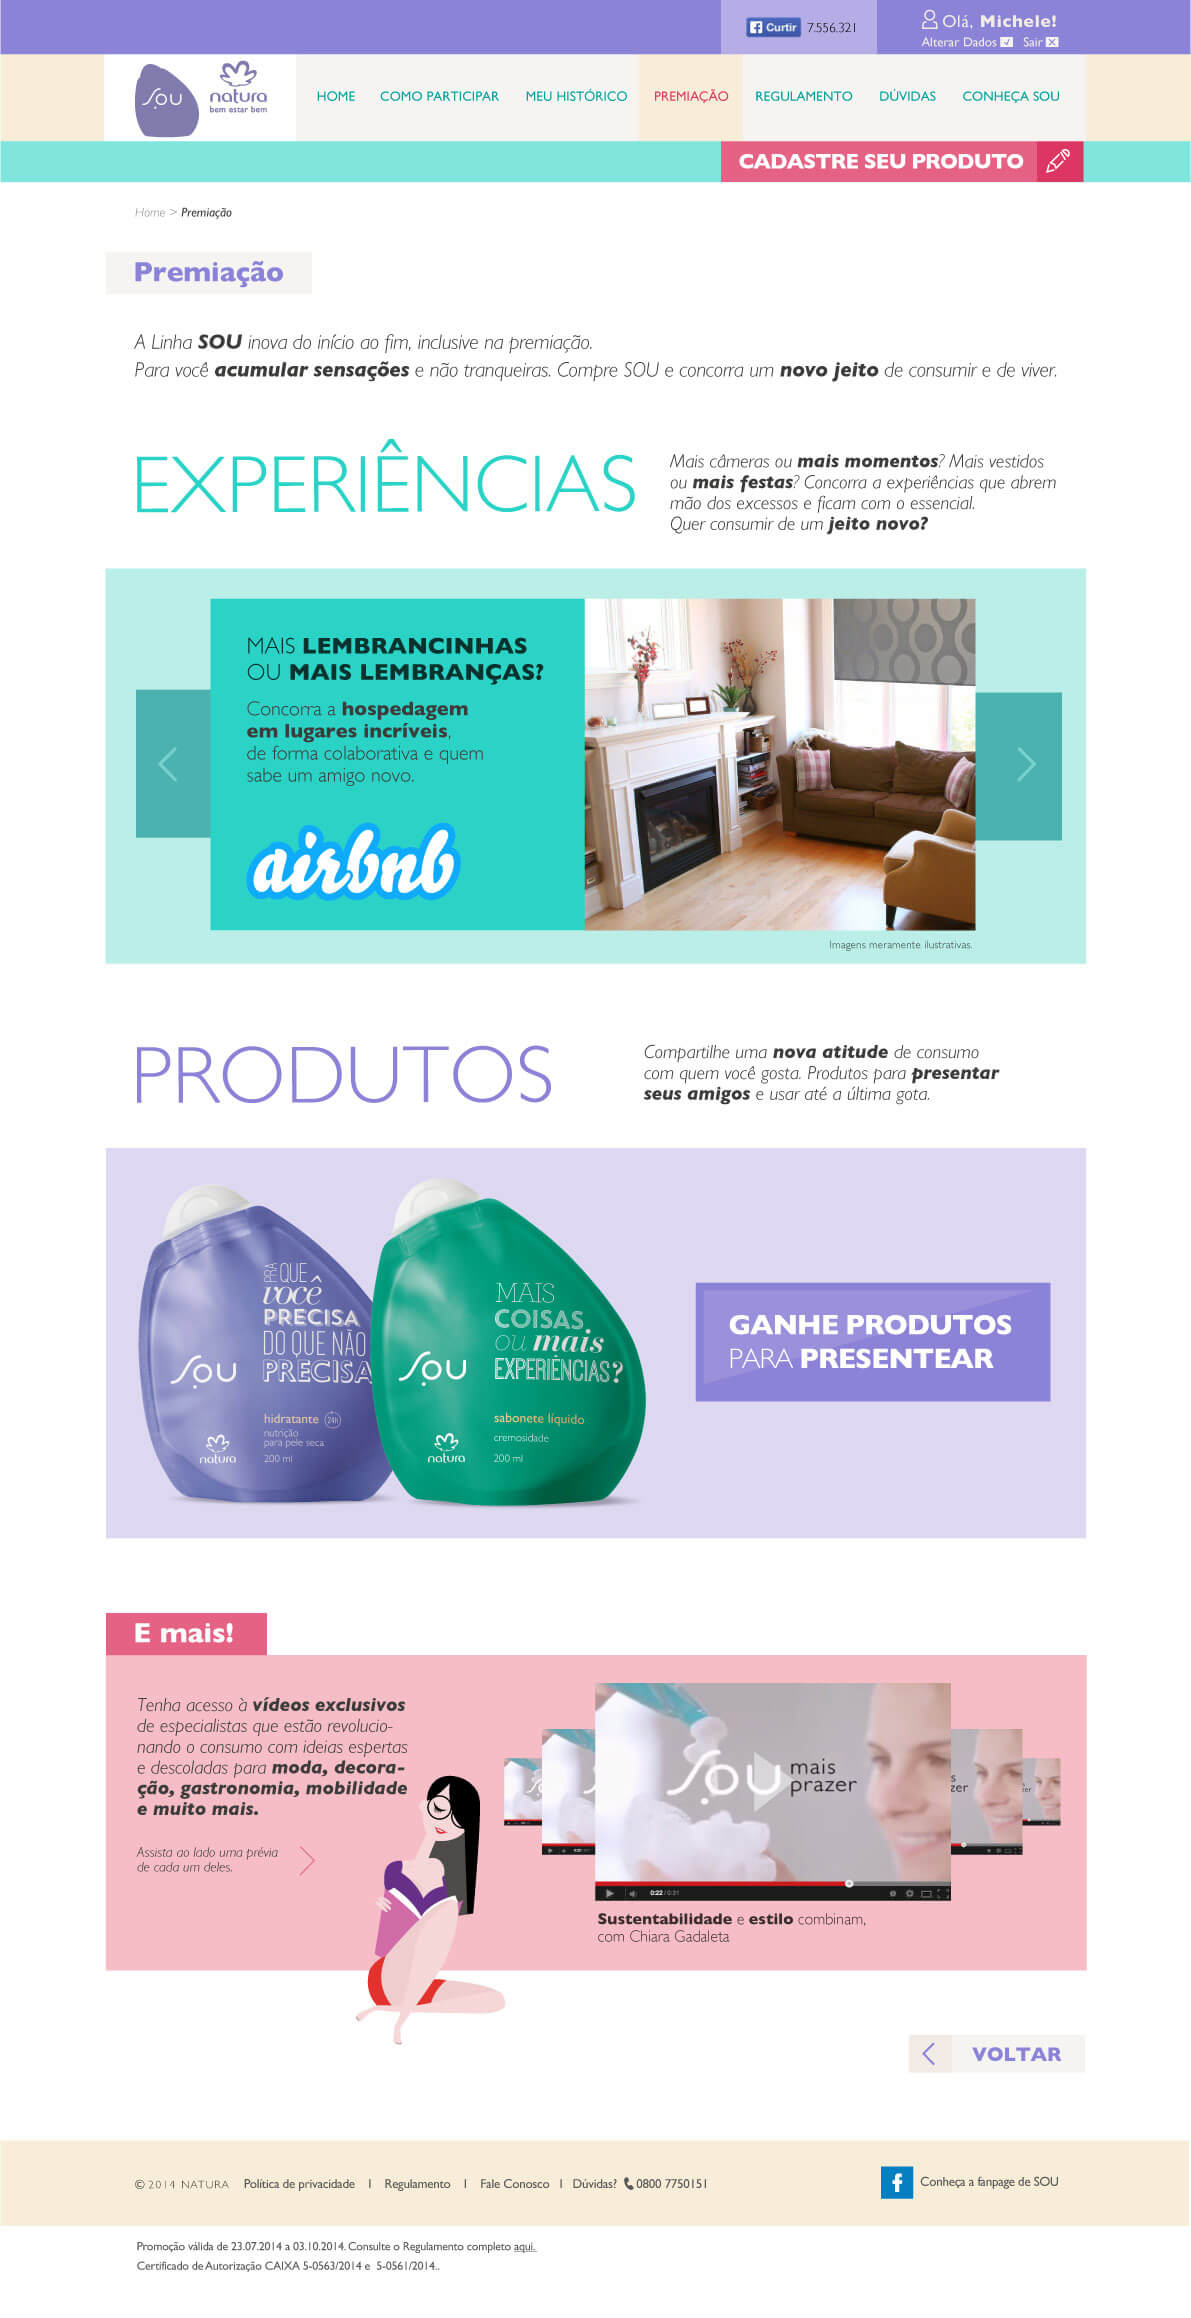 Curtir 7.556.321
Olá, Michele!
Alterar Dados Sair
SOU
natura
bem estar bem
HOME COMO PARTICIPAR MEU HISTÓRICO PREMIAÇÃO REGULAMENTO DÚVIDAS CONHEÇA SOU
CADASTRE SEU PRODUTO
Home > Premiação
Premiação
A Linha SOU inova do início ao fim, inclusive na premiação.
Para você acumular sensações e não tranqueiras. Compre SOU e concorra um novo jeito de consumir e de viver.
EXPERIÊNCIAS
Mais câmeras ou mais momentos? Mais vestidos
ou mais festas? Concorra a experiências que abrem
mão dos excessos e ficam com o essencial.
Quer consumir de um jeito novo?
MAIS LEMBRANCINHAS
OU MAIS LEMBRANÇAS?
Concorra a hospedagem
em lugares incríveis,
de forma colaborativa e quem
sabe um amigo novo.
airbnb
Imagens meramente ilustrativas.
PRODUTOS
Compartilhe uma nova atitude de consumo
com quem você gosta. Produtos para presentar
seus amigos e usar até a última gota.
PRA QUE
você
PRECISA
DO QUE NÃO
PRECISA
SOU
hidratante 24h
nutrição
para pele seca
200 ml
natura
MAIS
COISAS
OU mais
EXPERIÊNCIAS?
SOU
sabonete líquido
cremosidade
200 ml
natura
GANHE PRODUTOS
PARA PRESENTEAR
E mais!
Tenha acesso à vídeos exclusivos
de especialistas que estão revolucio-
nando o consumo com ideias espertas
e descoladas para moda, decora-
ção, gastronomia, mobilidade
e muito mais.
Assista ao lado uma prévia
de cada um deles.
SOU mais
prazer
0:22 / 0:31
Sustentabilidade e estilo combinam,
com Chiara Gadaleta
VOLTAR
© 2014 NATURA Política de privacidade I Regulamento I Fale Conosco I Dúvidas? 0800 7750151
Conheça a fanpage de SOU
Promoção válida de 23.07.2014 a 03.10.2014. Consulte o Regulamento completo aqui.
Certificado de Autorização CAIXA 5-0563/2014 e 5-0561/2014..